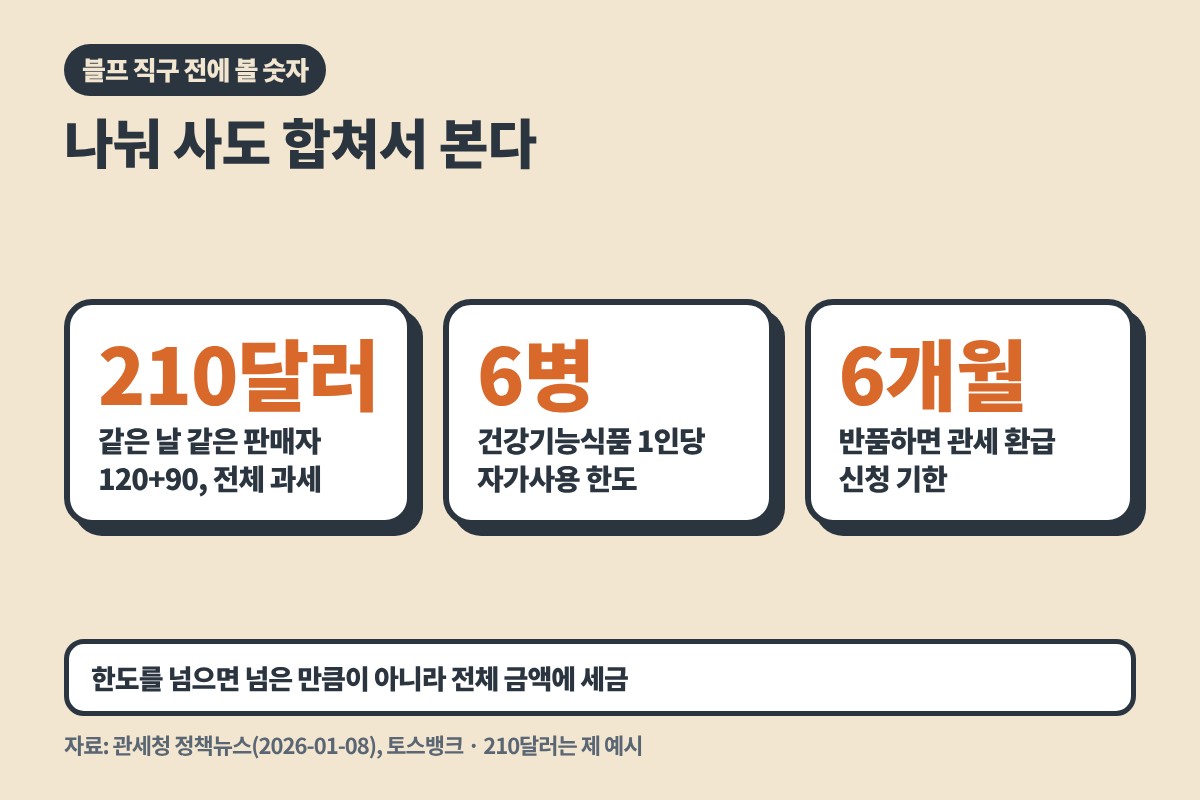 블프 직구 전에 볼 숫자
나눠 사도 합쳐서 본다
210달러
같은 날 같은 판매자
120+90, 전체 과세
6병
건강기능식품 1인당
자가사용 한도
6개월
반품하면 관세 환급
신청 기한
한도를 넘으면 넘은 만큼이 아니라 전체 금액에 세금
자료: 관세청 정책뉴스(2026-01-08), 토스뱅크 · 210달러는 제 예시